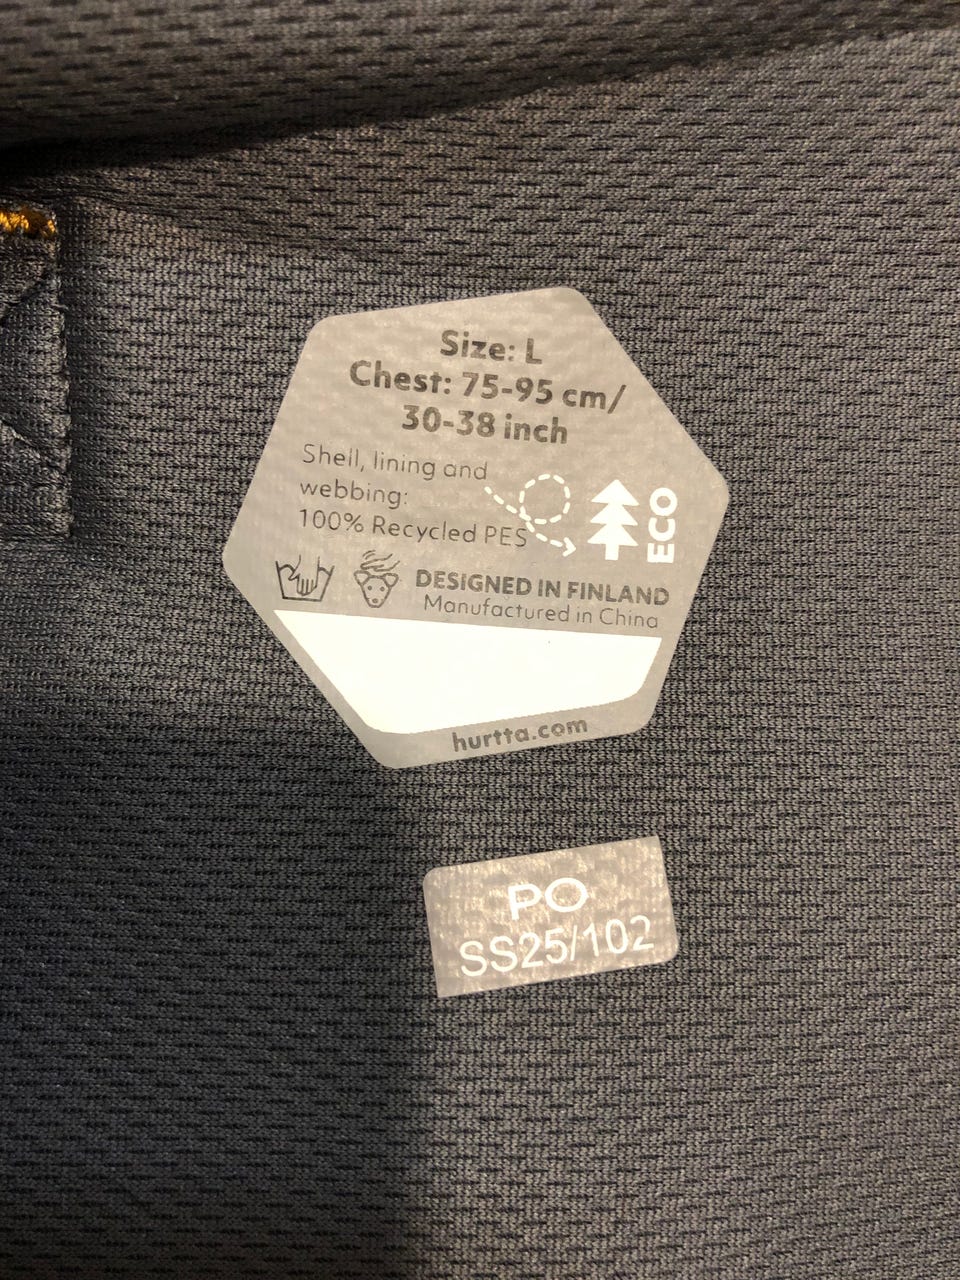 Size: L
Chest: 75-95 cm/
30-38 inch
Shell, lining and
webbing:
100% Recycled PES
ECO
DESIGNED IN FINLAND
Manufactured in China
hurtta.com
PO
SS25/102